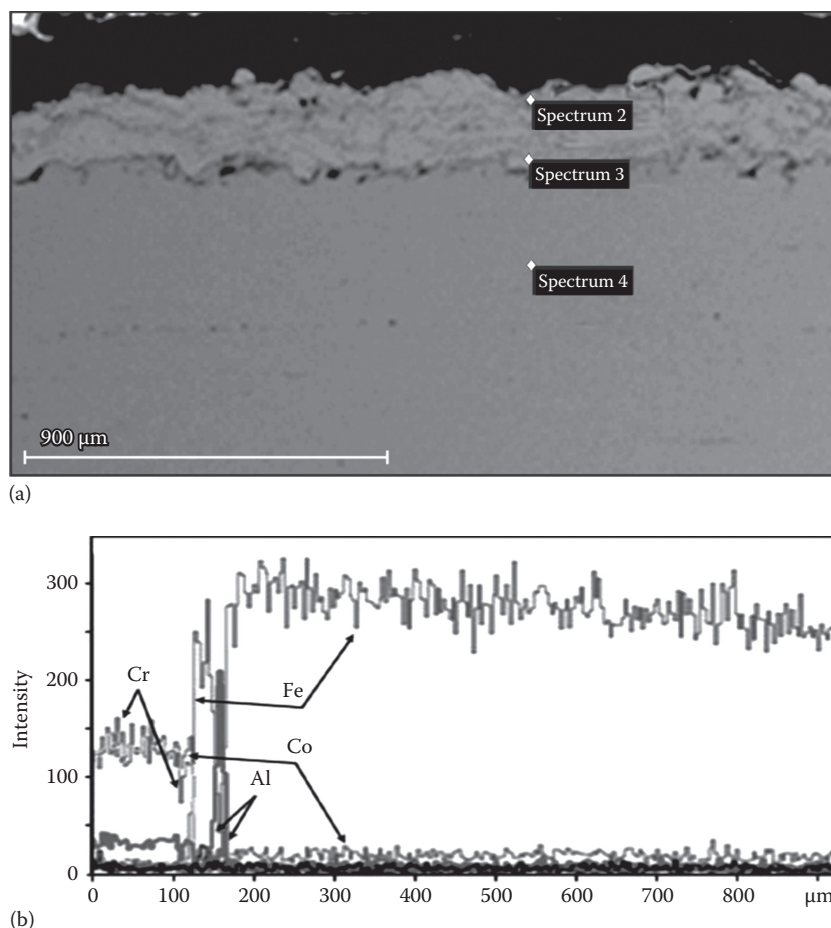 Spectrum 2
Spectrum 3
Spectrum 4
900 µm
(a)
300
200
100
0
Intensity
Cr
Fe
Co
Al
0 100 200 300 400 500 600 700 800 µm
(b)